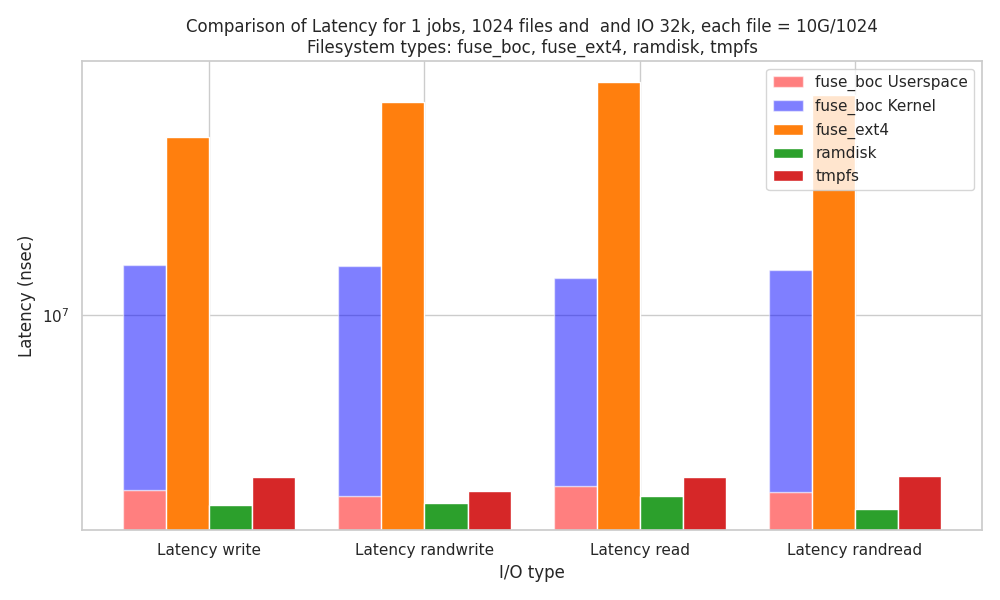 Comparison of Latency for 1 jobs, 1024 files and  and IO 32k, each file = 10G/1024
Filesystem types: fuse_boc, fuse_ext4, ramdisk, tmpfs
fuse_boc Userspace
fuse_boc Kernel
fuse_ext4
ramdisk
tmpfs
Latency (nsec)
10⁷
Latency write
Latency randwrite
Latency read
Latency randread
I/O type